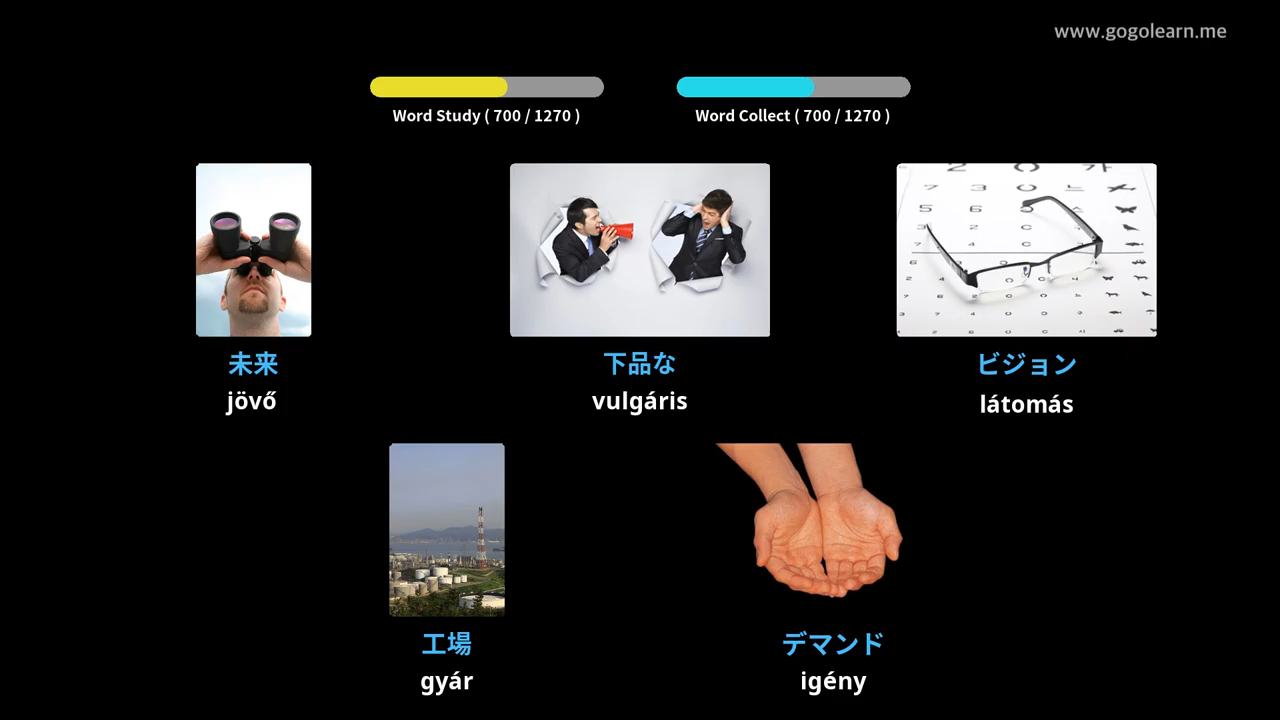 www.gogolearn.me
Word Study ( 700 / 1270 )
Word Collect ( 700 / 1270 )
未来
jövő
下品な
vulgáris
ビジョン
látomás
工場
gyár
デマンド
igény